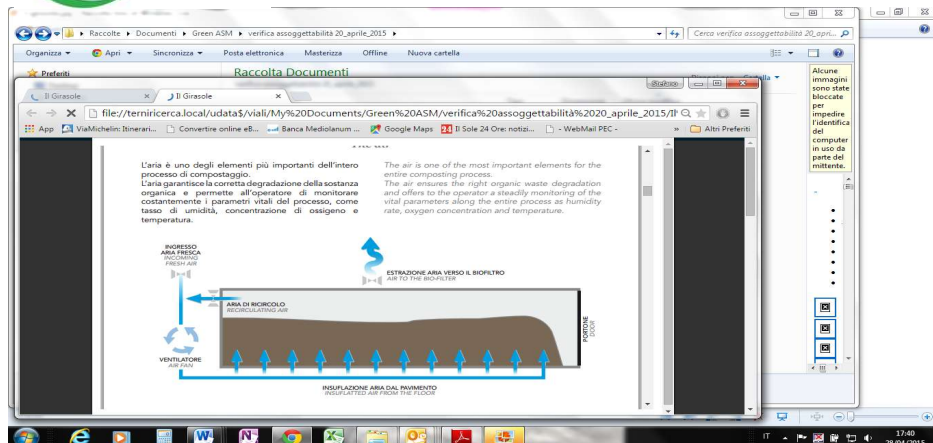 Raccolte ▸ Documenti ▸ Green ASM ▸ verifica assoggettabilità 20_aprile_2015
Cerca verifica assoggettabilità 20_apri...
Organizza
Apri
Sincronizza
Posta elettronica
Masterizza
Offline
Nuova cartella
Preferiti
Raccolta Documenti
Stefano
Il Girasole
Il Girasole
file://terniricerca.local/udata$/viali/My%20Documents/Green%20ASM/verifica%20assoggettabilità%2020_aprile_2015/I
App
ViaMichelin: Itinerari...
Convertire online eB...
Banca Mediolanum ...
Google Maps
Il Sole 24 Ore: notizi...
- WebMail PEC -
»
Altri Preferiti
L'aria è uno degli elementi più importanti dell'intero
processo di compostaggio.
L'aria garantisce la corretta degradazione della sostanza
organica e permette all'operatore di monitorare
costantemente i parametri vitali del processo, come
tasso di umidità, concentrazione di ossigeno e
temperatura.
The air is one of the most important elements for the
entire composting process.
The air ensures the right organic waste degradation
and offers to the operator a steadily monitoring of the
vital parameters along the entire process as humidity
rate, oxygen concentration and temperature.
INGRESSO
ARIA FRESCA
INCOMING
FRESH AIR
ESTRAZIONE ARIA VERSO IL BIOFILTRO
AIR TO THE BIO-FILTER
ARIA DI RICIRCOLO
RECIRCULATING AIR
PORTONE
DOOR
VENTILATORE
AIR FAN
INSUFLAZIONE ARIA DAL PAVIMENTO
INSUFLATTED AIR FROM THE FLOOR
Alcune
immagini
sono state
bloccate
per
impedire
l'identifica
del
computer
in uso da
parte del
mittente.
IT
17:40
28/04/2015